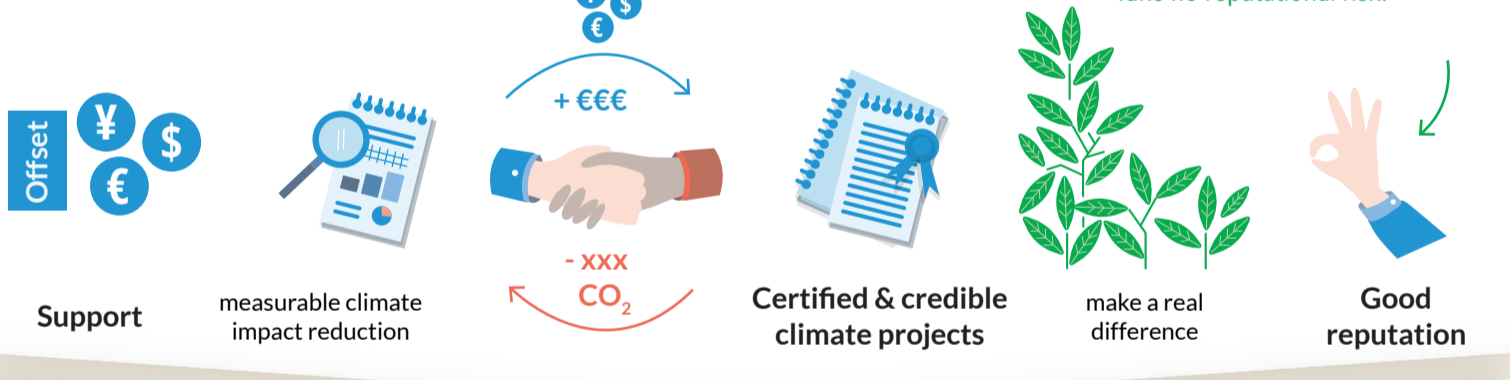 Offset
¥
$
€
€
$
+ €€€
- xxx
CO₂
Support
measurable climate
impact reduction
Certified & credible
climate projects
make a real
difference
Good
reputation